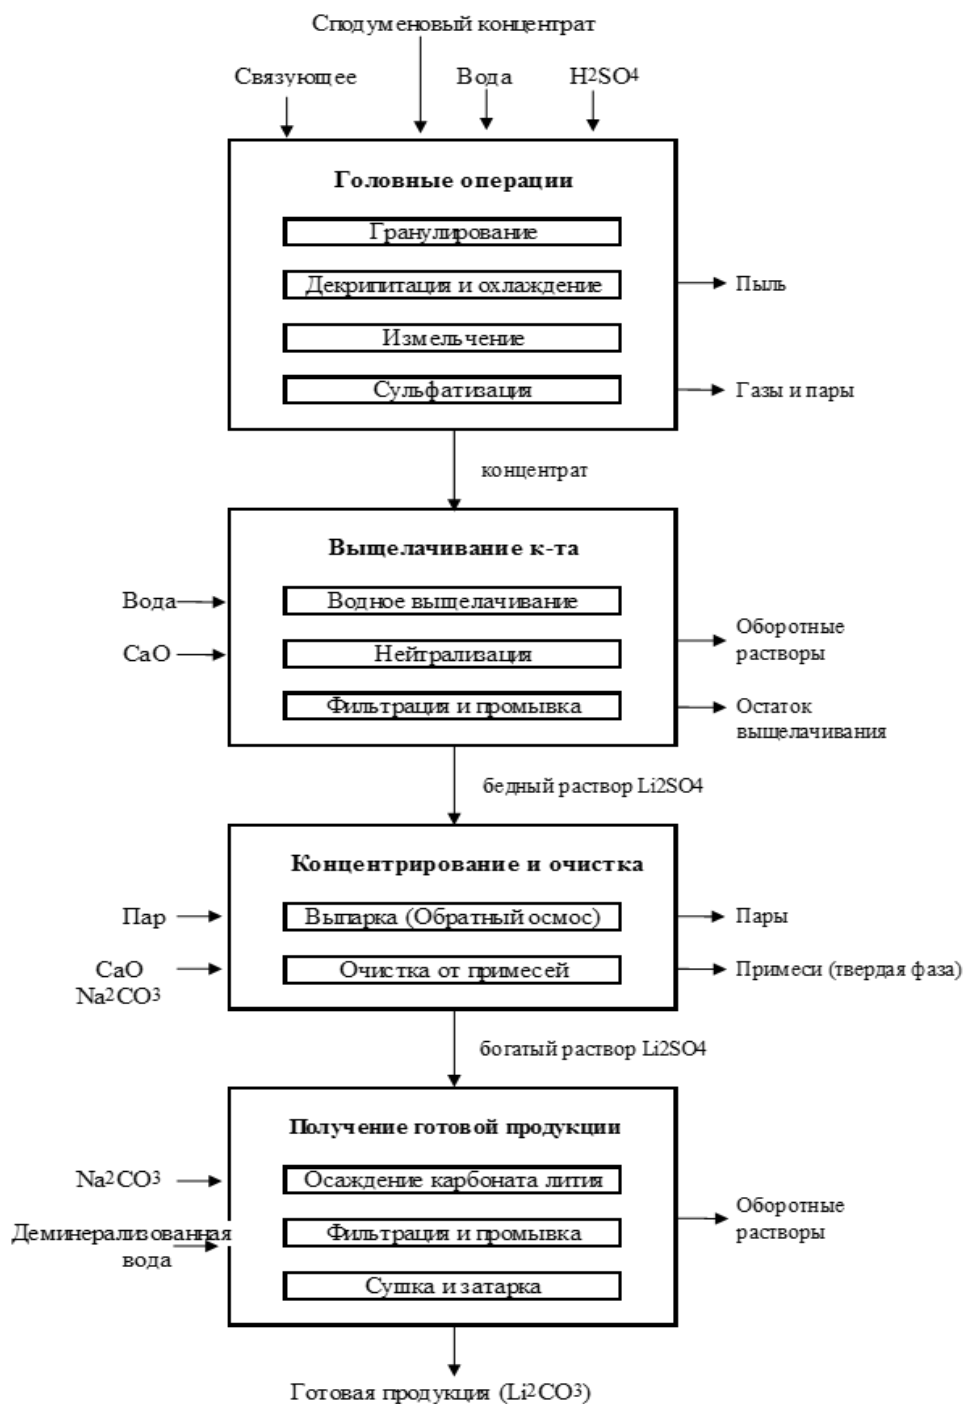 Сподуменовый концентрат
Связующее
Вода
H2SO4
Головные операции
Гранулирование
Декрипитация и охлаждение
Пыль
Измельчение
Сульфатизация
Газы и пары
концентрат
Выщелачивание к-та
Вода
Водное выщелачивание
CaO
Нейтрализация
Оборотные
растворы
Фильтрация и промывка
Остаток
выщелачивания
бедный раствор Li2SO4
Концентрирование и очистка
Пар
Выпарка (Обратный осмос)
Пары
CaO
Na2CO3
Очистка от примесей
Примеси (твердая фаза)
богатый раствор Li2SO4
Получение готовой продукции
Na2CO3
Осаждение карбоната лития
Деминерализованная
вода
Фильтрация и промывка
Оборотные
растворы
Сушка и затарка
Готовая продукция (Li2CO3)